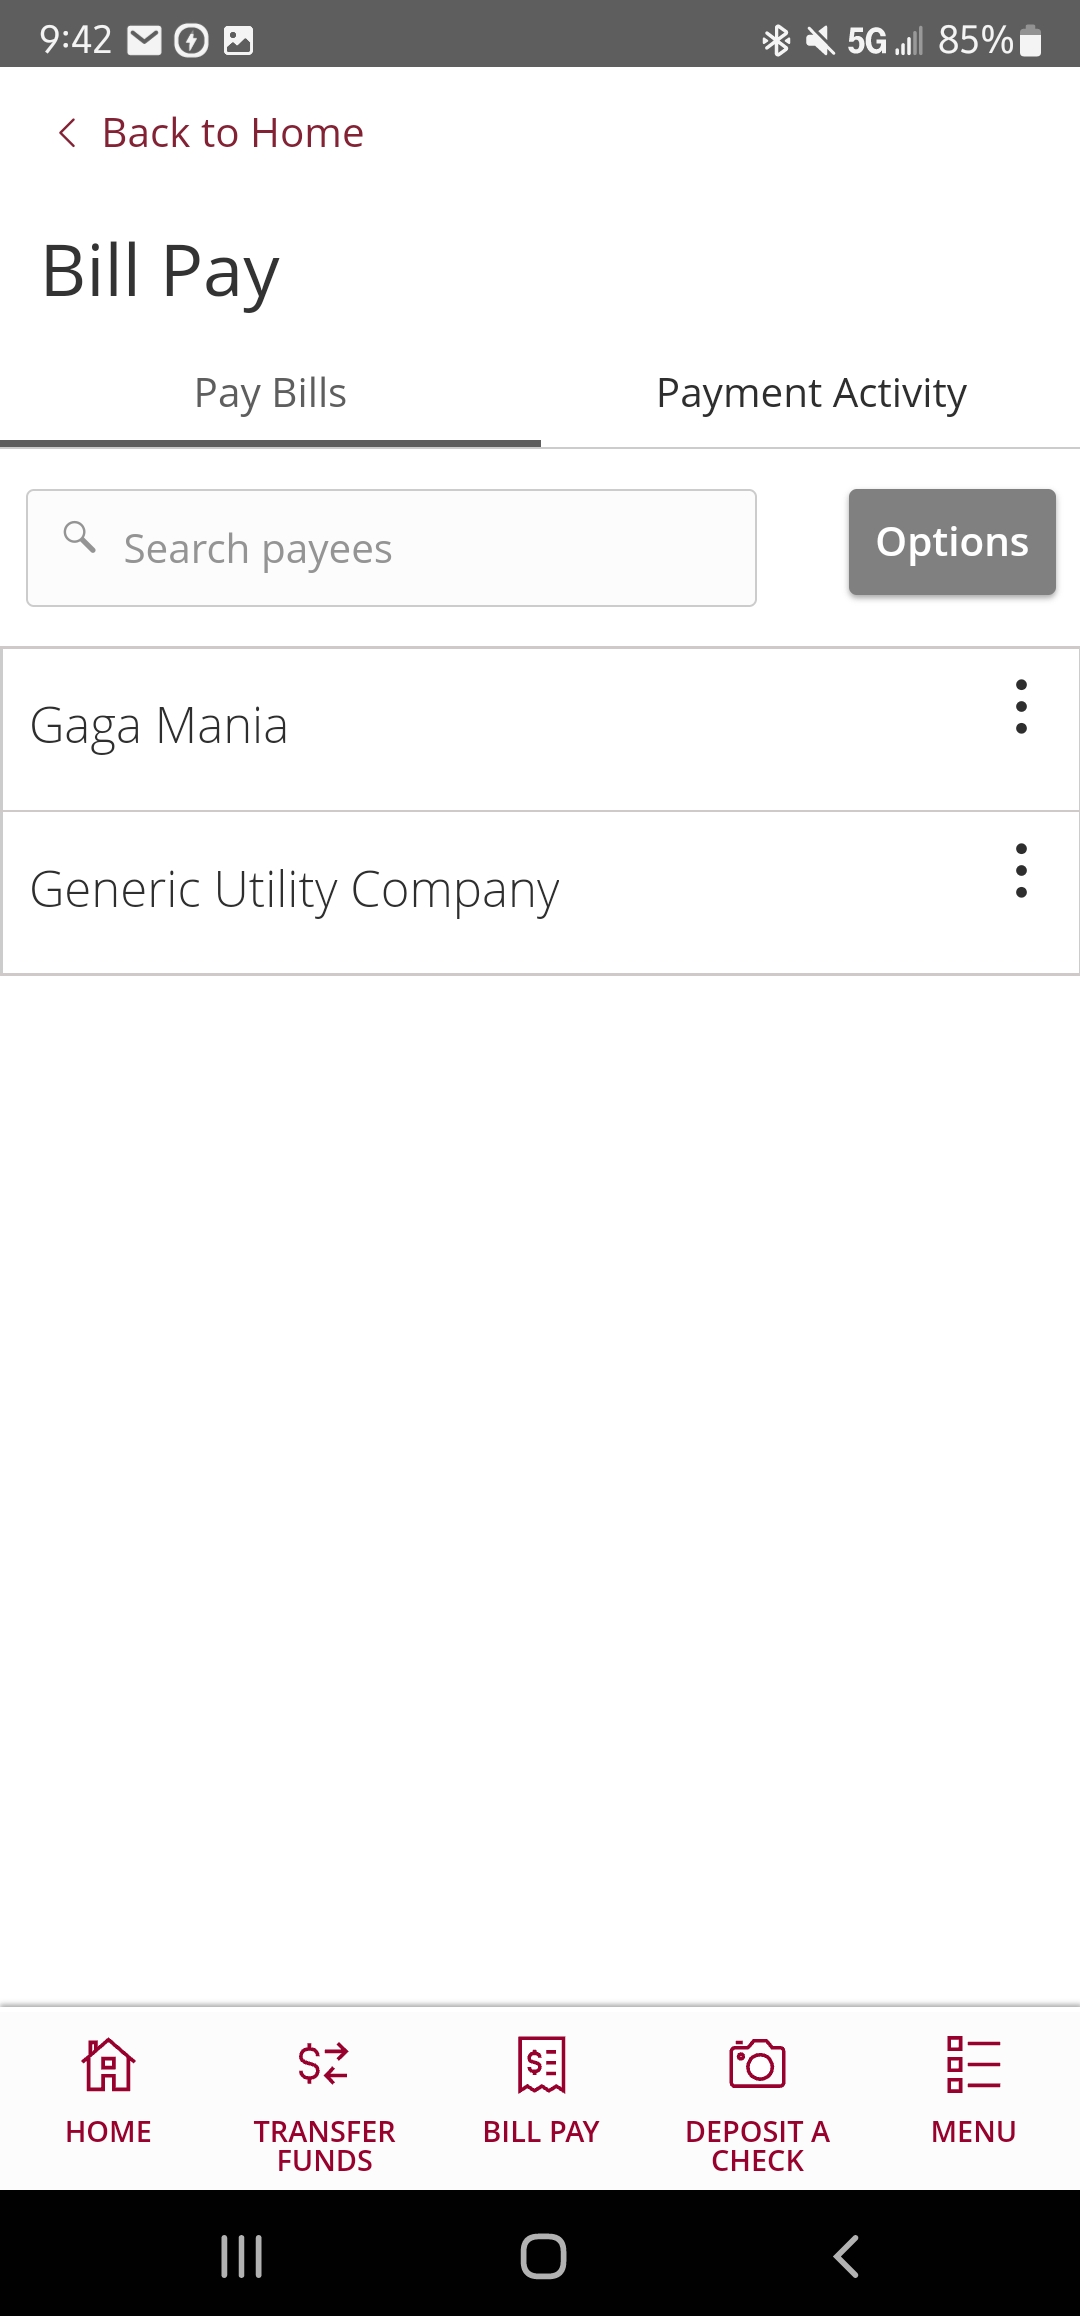 9:42 5G 85%
Back to Home
Bill Pay
Pay Bills Payment Activity
Search payees Options
Gaga Mania
Generic Utility Company
HOME TRANSFER FUNDS BILL PAY DEPOSIT A CHECK MENU